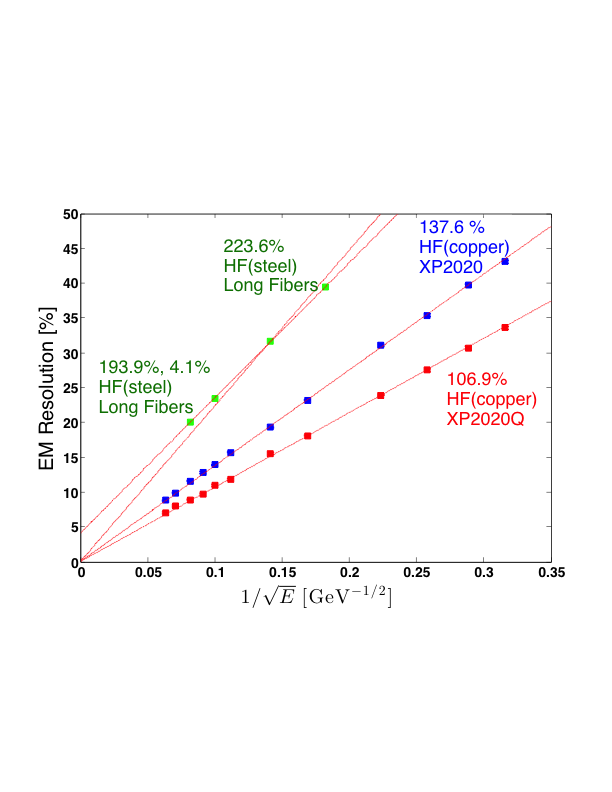 50
45
40
35
30
25
20
15
10
5
0
EM Resolution [%]
223.6%
HF(steel)
Long Fibers
193.9%, 4.1%
HF(steel)
Long Fibers
137.6 %
HF(copper)
XP2020
106.9%
HF(copper)
XP2020Q
0 0.05 0.1 0.15 0.2 0.25 0.3 0.35
1/√E [GeV⁻¹/²]